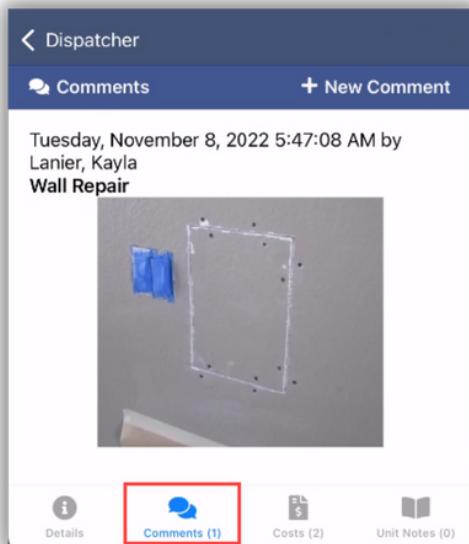 Dispatcher
Comments
+ New Comment
Tuesday, November 8, 2022 5:47:08 AM by
Lanier, Kayla
Wall Repair
Details
Comments (1)
Costs (2)
Unit Notes (0)